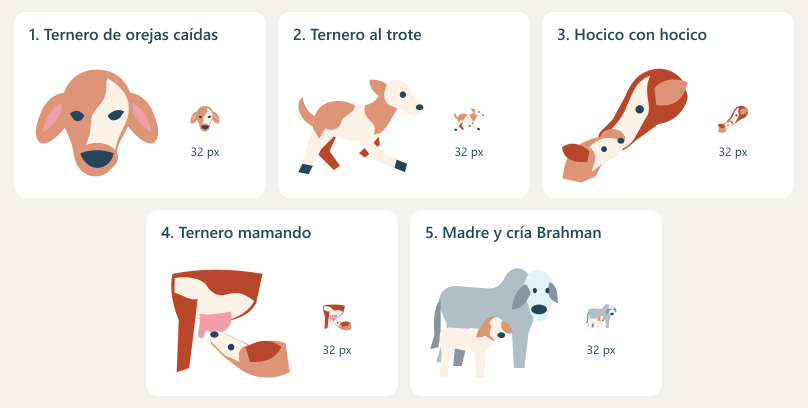 1. Ternero de orejas caídas
32 px
2. Ternero al trote
32 px
3. Hocico con hocico
32 px
4. Ternero mamando
32 px
5. Madre y cría Brahman
32 px